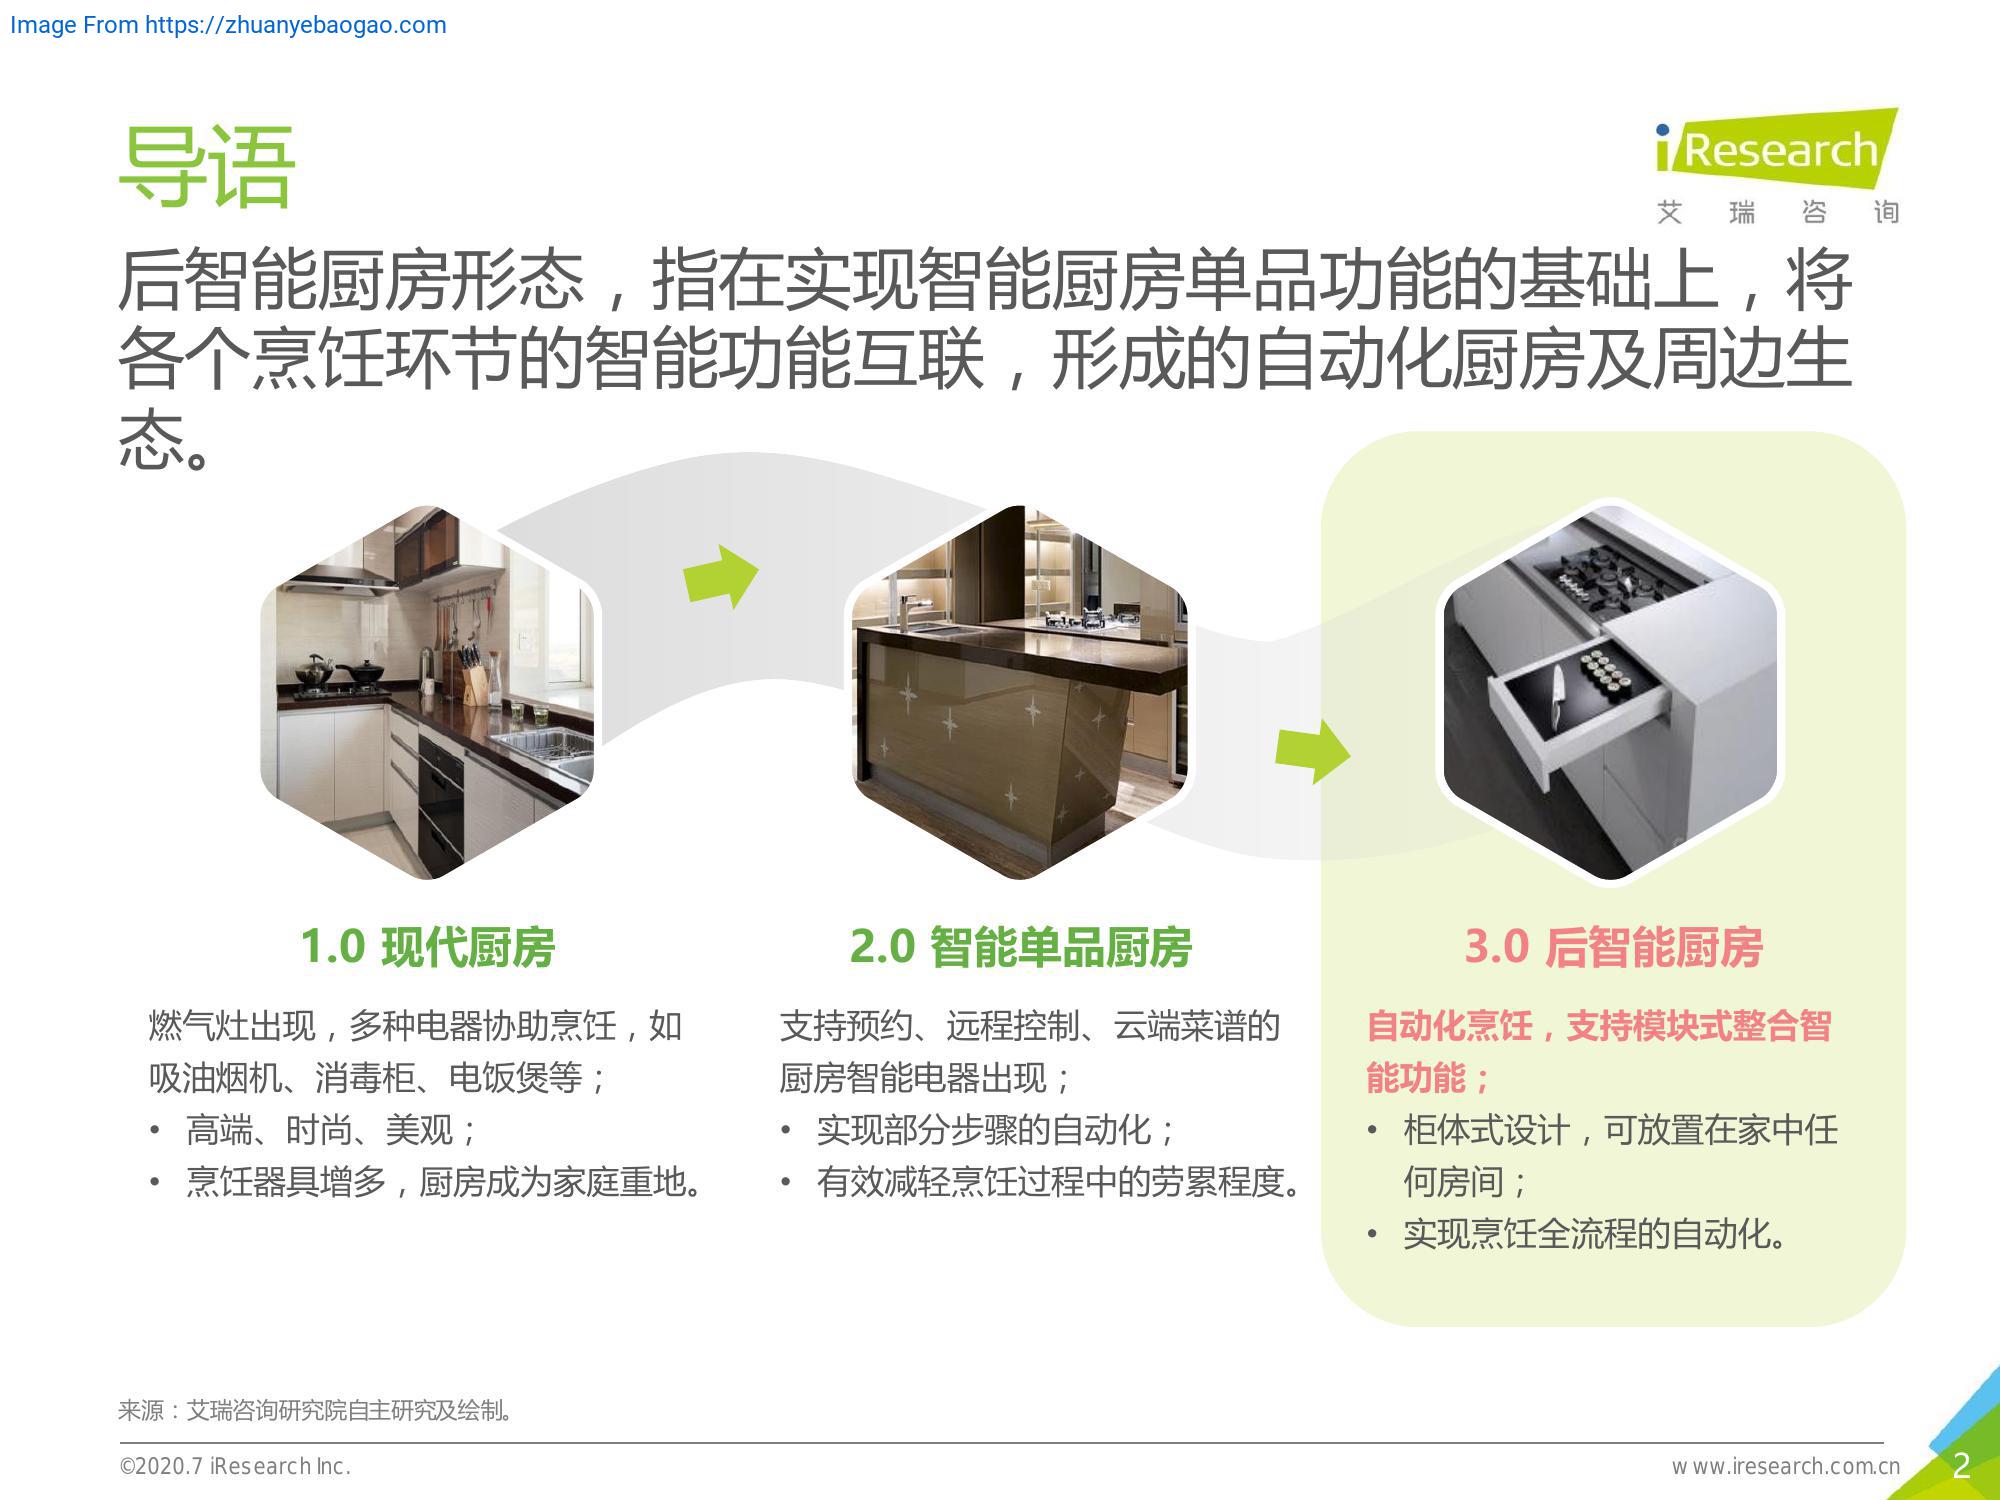 Image From https://zhuanyebaogao.com
导语
iResearch
艾瑞咨询
后智能厨房形态，指在实现智能厨房单品功能的基础上，将
各个烹饪环节的智能功能互联，形成的自动化厨房及周边生
态。
1.0 现代厨房
燃气灶出现，多种电器协助烹饪，如
吸油烟机、消毒柜、电饭煲等；
• 高端、时尚、美观；
• 烹饪器具增多，厨房成为家庭重地。
2.0 智能单品厨房
支持预约、远程控制、云端菜谱的
厨房智能电器出现；
• 实现部分步骤的自动化；
• 有效减轻烹饪过程中的劳累程度。
3.0 后智能厨房
自动化烹饪，支持模块式整合智
能功能；
• 柜体式设计，可放置在家中任
何房间；
• 实现烹饪全流程的自动化。
来源：艾瑞咨询研究院自主研究及绘制。
©2020.7 iResearch Inc.
www.iresearch.com.cn
2